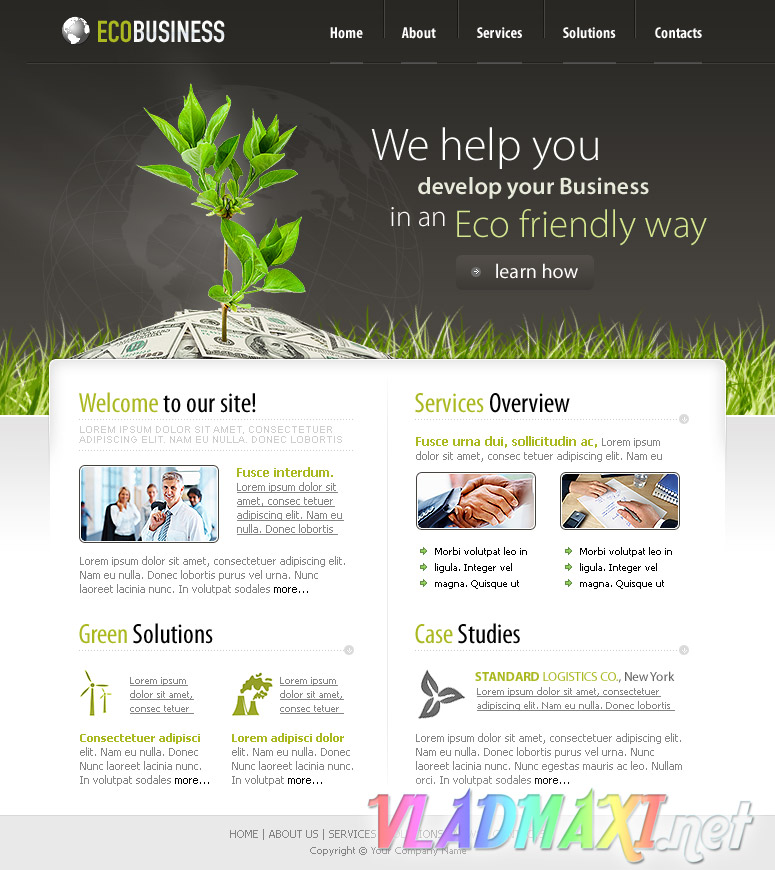 ECOBUSINESS
Home
About
Services
Solutions
Contacts
We help you
develop your Business
in an Eco friendly way
learn how
Welcome to our site!
LOREM IPSUM DOLOR SIT AMET, CONSECTETUER
ADIPISCING ELIT. NAM EU NULLA. DONEC LOBORTIS
Fusce interdum.
Lorem ipsum dolor sit
amet, consec tetuer
adipiscing elit. Nam eu
nulla. Donec lobortis
Lorem ipsum dolor sit amet, consectetuer adipiscing elit.
Nam eu nulla. Donec lobortis purus vel urna. Nunc
laoreet lacinia nunc. In volutpat sodales more...
Services Overview
Fusce urna dui, sollicitudin ac, Lorem ipsum
dolor sit amet, consectetuer adipiscing elit. Nam eu
Morbi volutpat leo in
ligula. Integer vel
magna. Quisque ut
Morbi volutpat leo in
ligula. Integer vel
magna. Quisque ut
Green Solutions
Lorem ipsum
dolor sit amet,
consec tetuer
Lorem ipsum
dolor sit amet,
consec tetuer
Consectetuer adipisci
elit. Nam eu nulla. Donec
Nunc laoreet lacinia nunc.
In volutpat sodales more...
Lorem adipisci dolor
elit. Nam eu nulla. Donec
Nunc laoreet lacinia nunc.
In volutpat more...
Case Studies
STANDARD LOGISTICS CO., New York
Lorem ipsum dolor sit amet, consectetuer
adipiscing elit. Nam eu nulla. Donec lobortis
Lorem ipsum dolor sit amet, consectetuer adipiscing elit.
Nam eu nulla. Donec lobortis purus vel urna. Nunc
laoreet lacinia nunc. Nunc egestas mauris ac leo. Nullam
orci. In volutpat sodales more...
HOME | ABOUT US | SERVICES
Copyright © Your Company Name
VLADMAXI.net